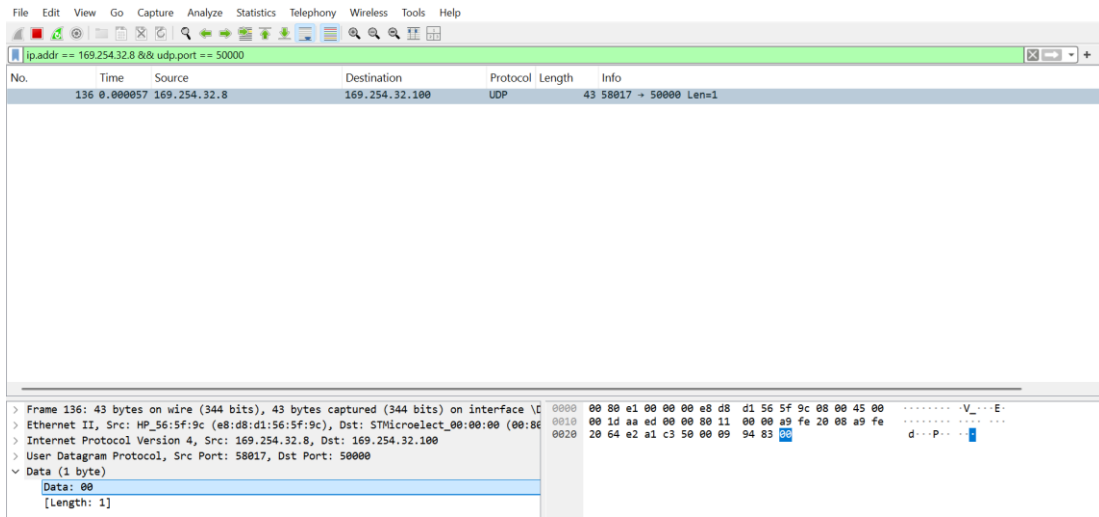 File Edit View Go Capture Analyze Statistics Telephony Wireless Tools Help
ip.addr == 169.254.32.8 && udp.port == 50000
No. Time Source Destination Protocol Length Info
136 0.000057 169.254.32.8 169.254.32.100 UDP 43 58017 → 50000 Len=1
> Frame 136: 43 bytes on wire (344 bits), 43 bytes captured (344 bits) on interface \D
> Ethernet II, Src: HP_56:5f:9c (e8:d8:d1:56:5f:9c), Dst: STMicroelect_00:00:00 (00:80
> Internet Protocol Version 4, Src: 169.254.32.8, Dst: 169.254.32.100
> User Datagram Protocol, Src Port: 58017, Dst Port: 50000
Data (1 byte)
Data: 00
[Length: 1]
0000 00 80 e1 00 00 00 e8 d8 d1 56 5f 9c 08 00 45 00 ········ ·V_···E·
0010 00 1d aa ed 00 00 80 11 00 00 a9 fe 20 08 a9 fe ········ ···· ···
0020 20 64 e2 a1 c3 50 00 09 94 83 00 d···P·· ···